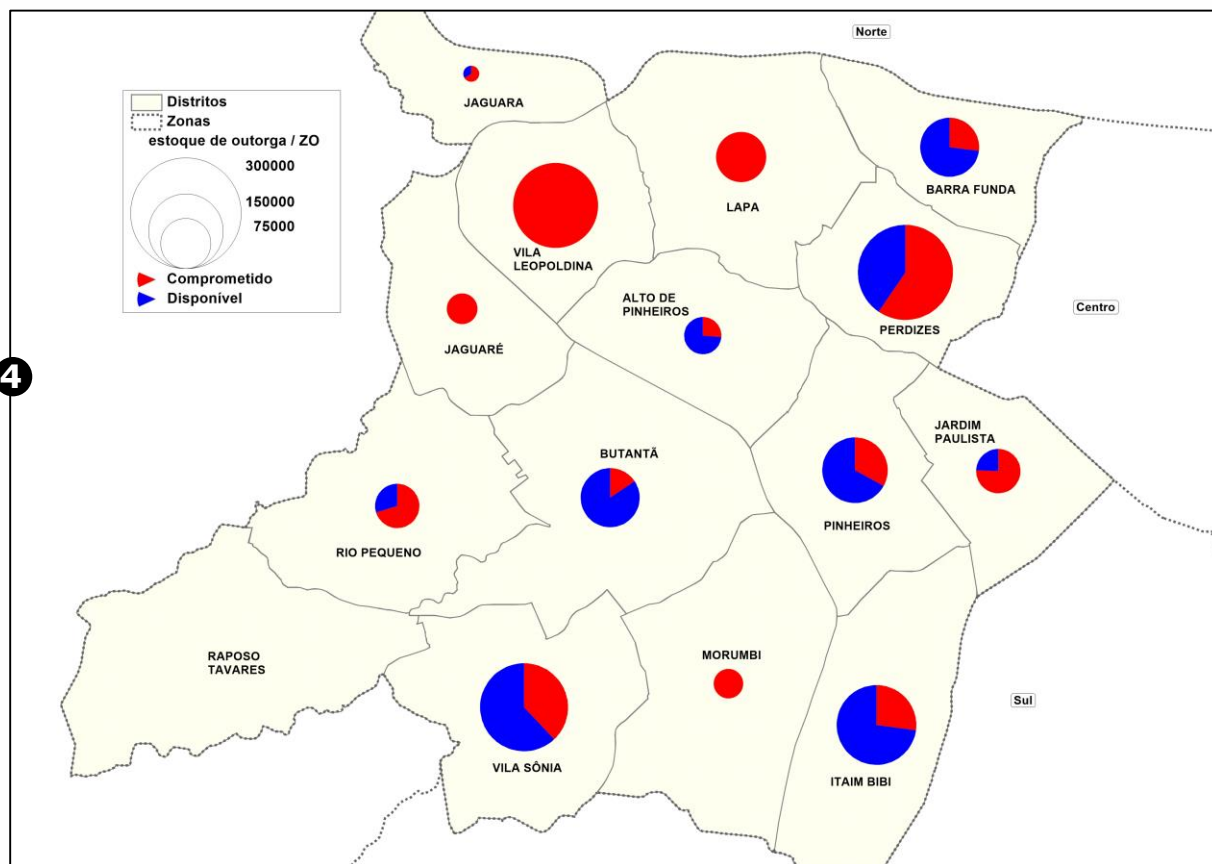 Norte
JAGUARA
Distritos
Zonas
estoque de outorga / ZO
300000
150000
75000
Comprometido
Disponível
BARRA FUNDA
LAPA
VILA
LEOPOLDINA
ALTO DE
PINHEIROS
PERDIZES
Centro
JAGUARÉ
4
JARDIM
PAULISTA
BUTANTÃ
PINHEIROS
RIO PEQUENO
RAPOSO
TAVARES
MORUMBI
Sul
VILA SÔNIA
ITAIM BIBI